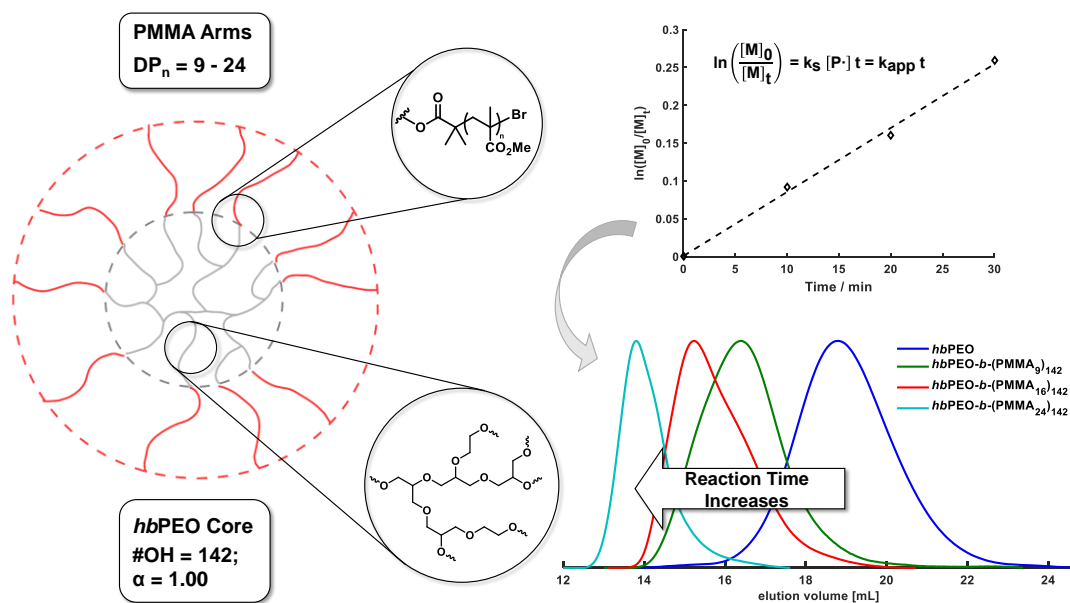 PMMA Arms
DPn = 9 - 24
O
O
Br
n
CO2Me
hbPEO Core
#OH = 142;
α = 1.00
O
O
O
O
O
O
O
O
O
O
O
ln([M]0/[M]t) = ks [P·] t = kapp t
ln([M]0/[M]t)
0.3
0.25
0.2
0.15
0.1
0.05
0
0 5 10 15 20 25 30
Time / min
hbPEO
hbPEO-b-(PMMA9)142
hbPEO-b-(PMMA16)142
hbPEO-b-(PMMA24)142
Reaction Time
Increases
12 14 16 18 20 22 24
elution volume [mL]